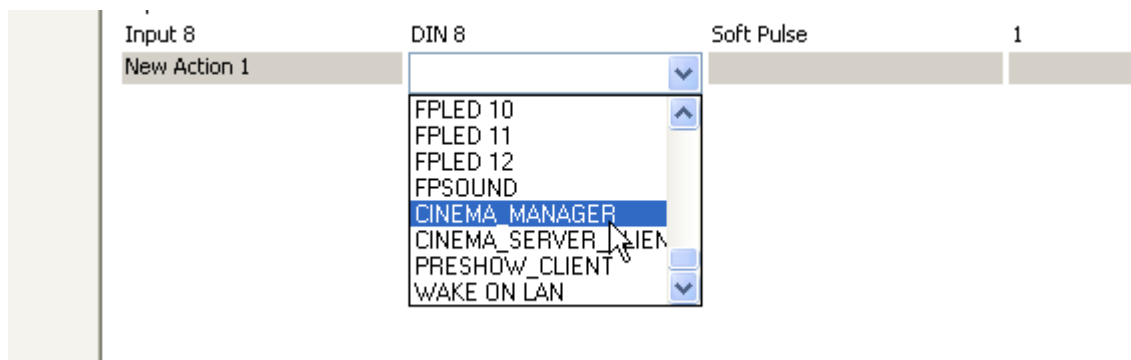 Input 8 DIN 8 Soft Pulse 1
New Action 1
FPLED 10
FPLED 11
FPLED 12
FPSOUND
CINEMA_MANAGER
CINEMA_SERVER_
PRESHOW_CLIENT
WAKE ON LAN